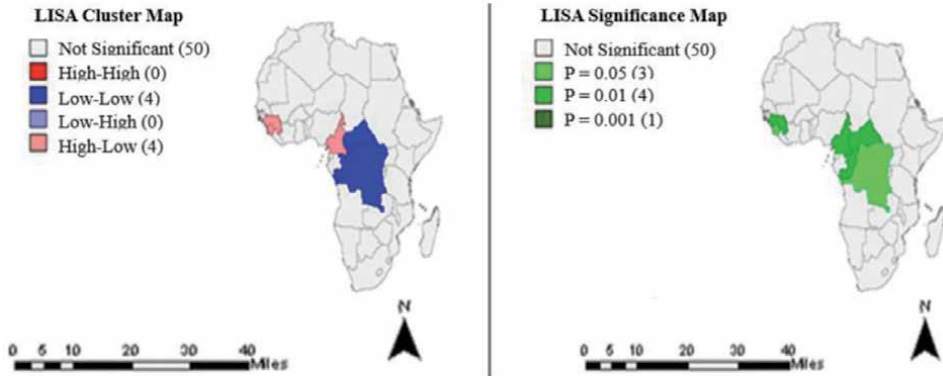 LISA Cluster Map
Not Significant (50)
High-High (0)
Low-Low (4)
Low-High (0)
High-Low (4)
N
0 5 10 20 30 40
Miles
LISA Significance Map
Not Significant (50)
P = 0.05 (3)
P = 0.01 (4)
P = 0.001 (1)
N
0 5 10 20 30 40
Miles